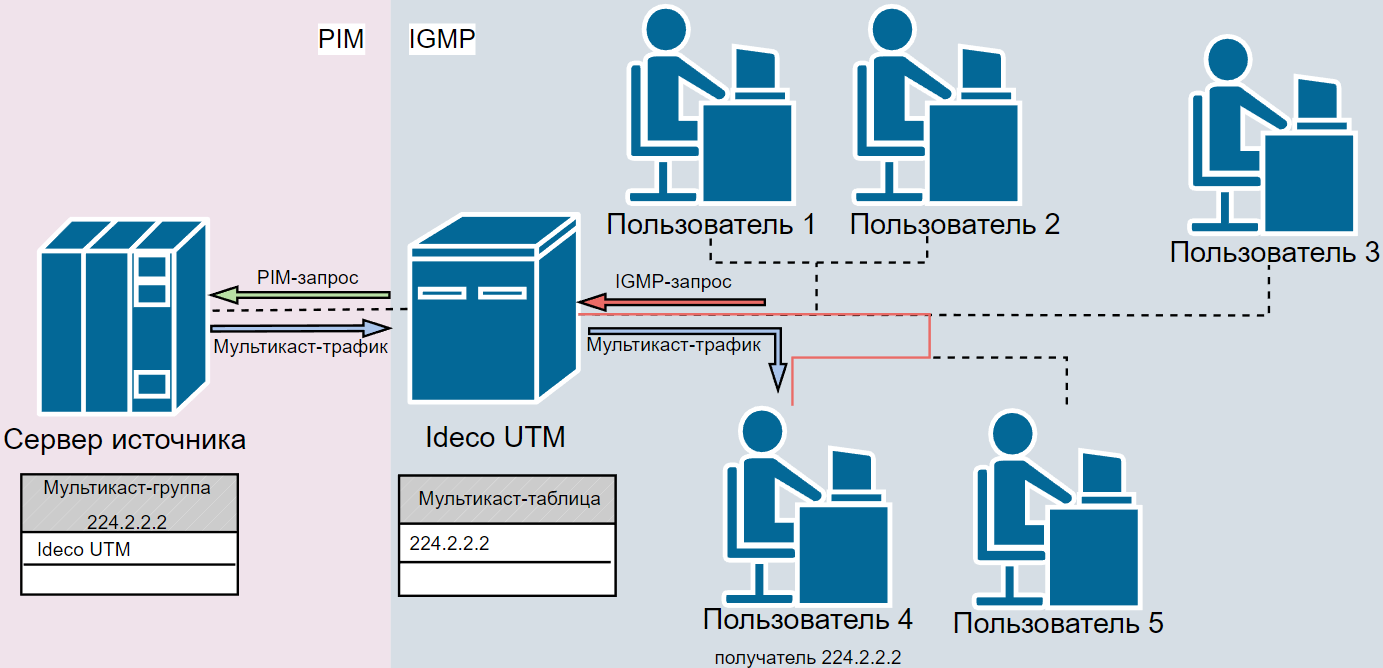 PIM
IGMP
Пользователь 1
Пользователь 2
Пользователь 3
PIM-запрос
IGMP-запрос
Мультикаст-трафик
Мультикаст-трафик
Сервер источника
Ideco UTM
Мультикаст-группа
224.2.2.2
Ideco UTM
Мультикаст-таблица
224.2.2.2
Пользователь 4
получатель 224.2.2.2
Пользователь 5